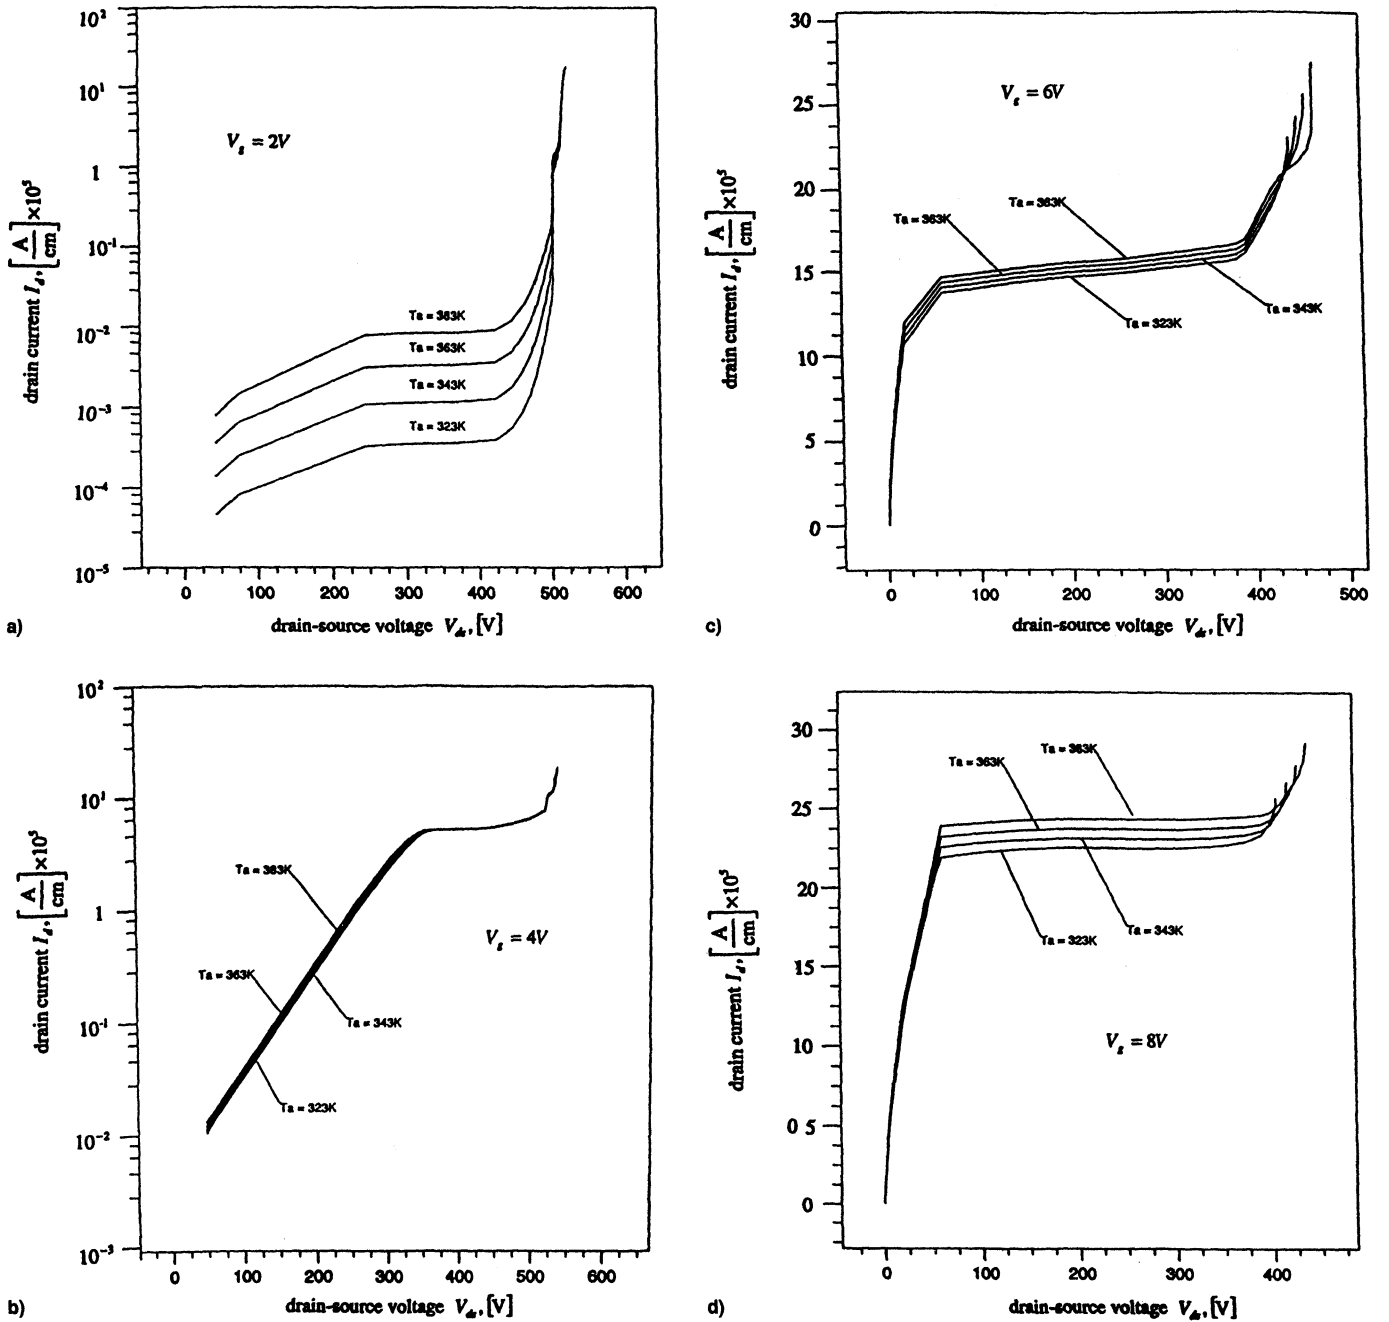 10²
10¹
1
10⁻¹
10⁻²
10⁻³
10⁻⁴
10⁻⁵
drain current I_d, [A/cm]×10⁵
V_g = 2V
Ta = 383K
Ta = 363K
Ta = 343K
Ta = 323K
0 100 200 300 400 500 600
drain-source voltage V_ds, [V]
a)
30
25
20
15
10
5
0
drain current I_d, [A/cm]×10⁵
V_g = 6V
Ta = 363K
Ta = 383K
Ta = 323K
Ta = 343K
0 100 200 300 400 500
drain-source voltage V_ds, [V]
c)
10²
10¹
1
10⁻¹
10⁻²
10⁻³
drain current I_d, [A/cm]×10⁵
Ta = 383K
V_g = 4V
Ta = 363K
Ta = 343K
Ta = 323K
0 100 200 300 400 500 600
drain-source voltage V_ds, [V]
b)
30
25
20
15
10
0 5
0
drain current I_d, [A/cm]×10⁵
Ta = 383K
Ta = 363K
Ta = 343K
Ta = 323K
V_g = 8V
0 100 200 300 400
drain-source voltage V_ds, [V]
d)